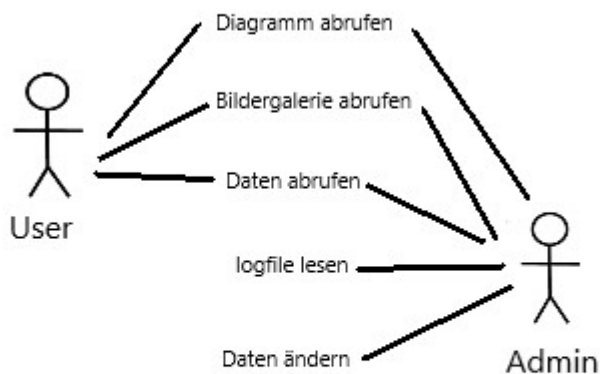 Diagramm abrufen
Bildergalerie abrufen
Daten abrufen
User
logfile lesen
Daten ändern
Admin